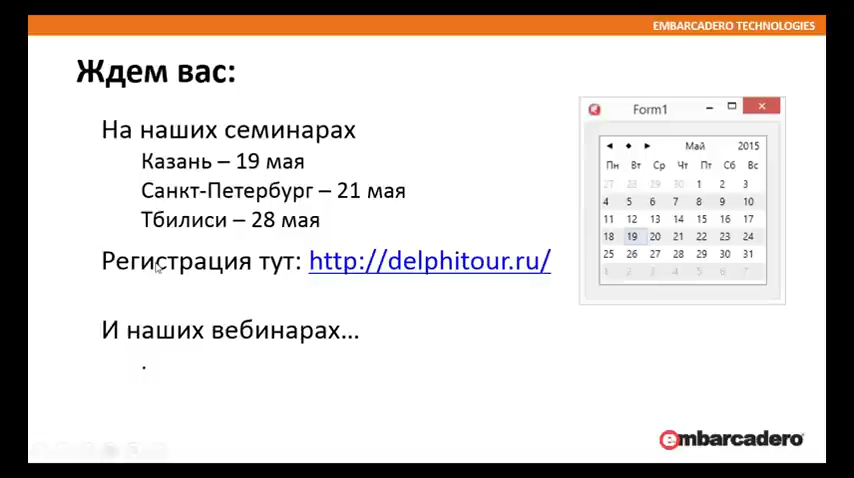 EMBARCADERO TECHNOLOGIES
Ждем вас:
На наших семинарах
Казань – 19 мая
Санкт-Петербург – 21 мая
Тбилиси – 28 мая
Регистрация тут: http://delphitour.ru/
И наших вебинарах...
.
Form1
Май 2015
Пн Вт Ср Чт Пт Сб Вс
27 28 29 30 1 2 3
4 5 6 7 8 9 10
11 12 13 14 15 16 17
18 19 20 21 22 23 24
25 26 27 28 29 30 31
1 2 3 4 5 6 7
embarcadero